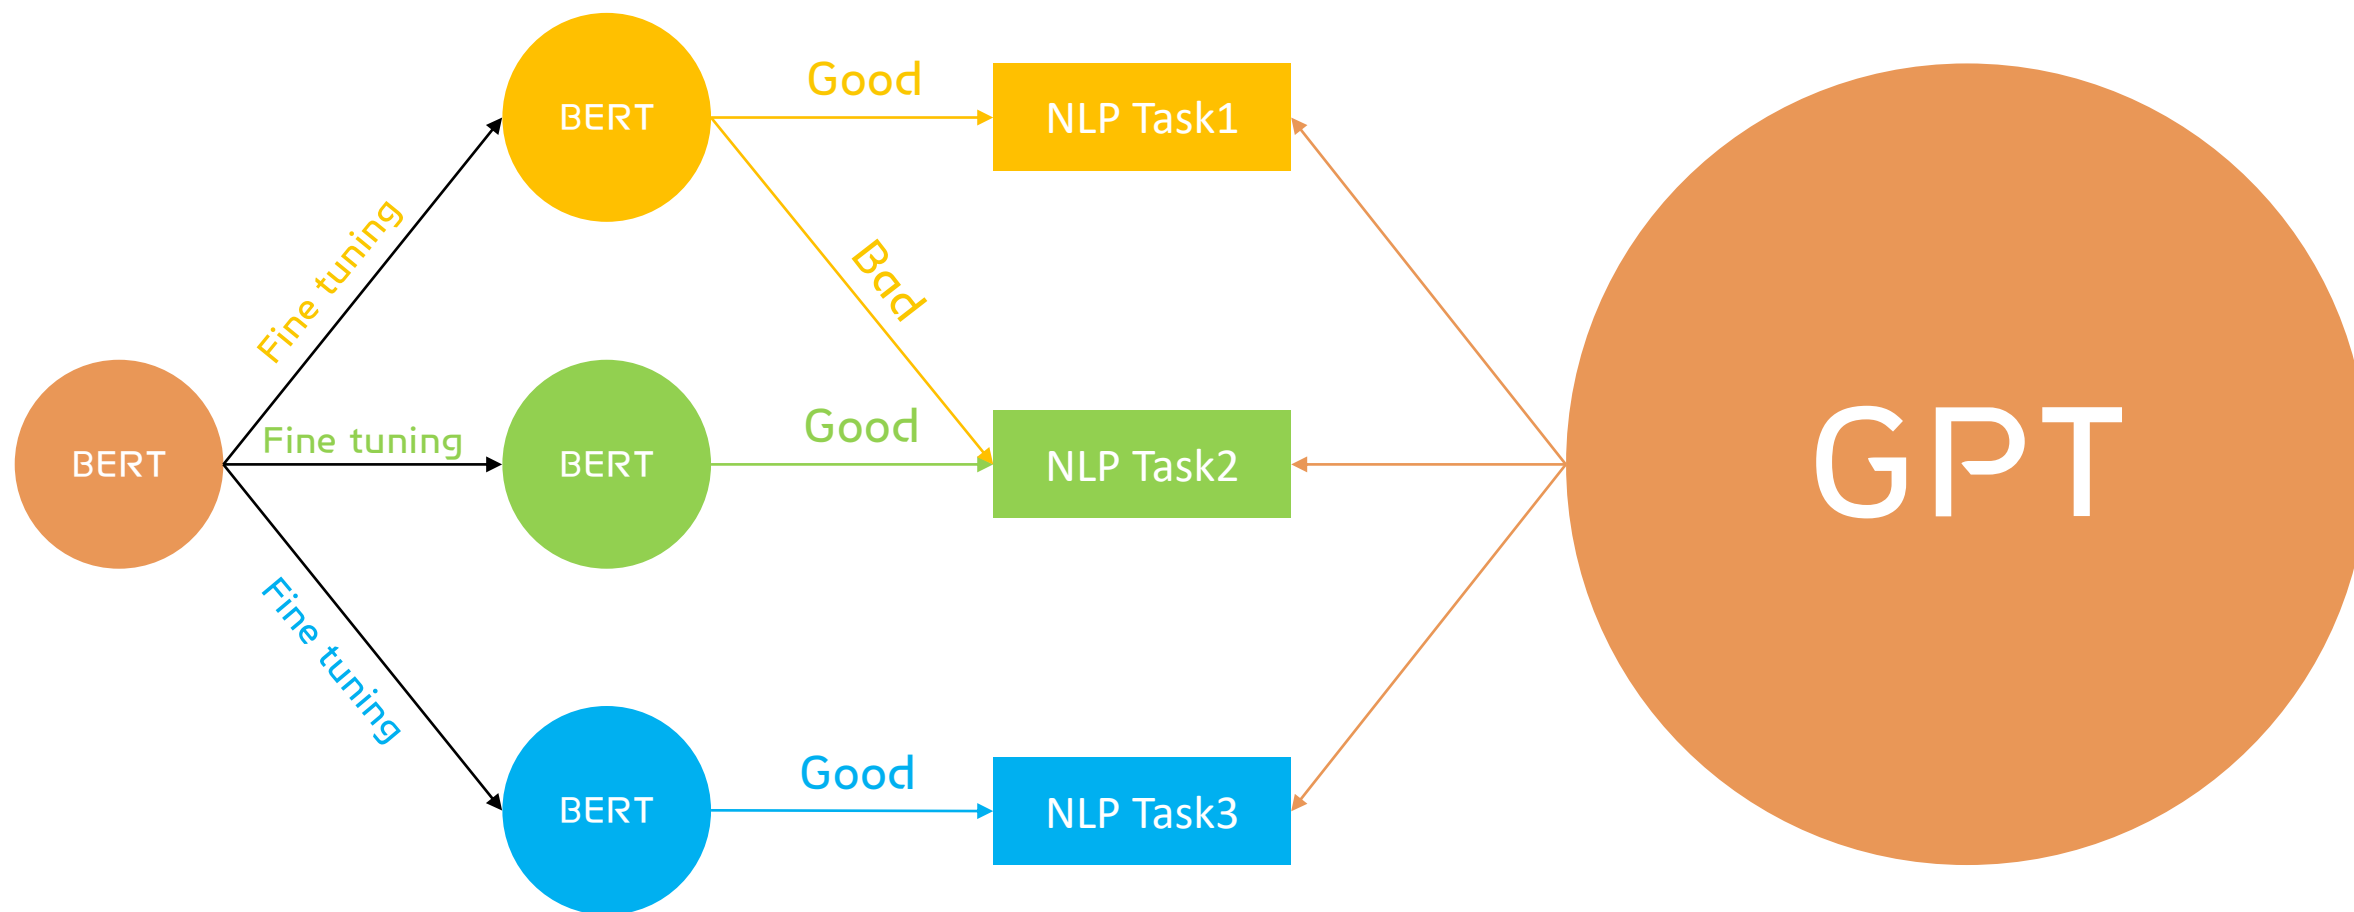 BERT
Fine tuning
Fine tuning
Fine tuning
BERT
BERT
BERT
Good
Bad
Good
Good
NLP Task1
NLP Task2
NLP Task3
GPT